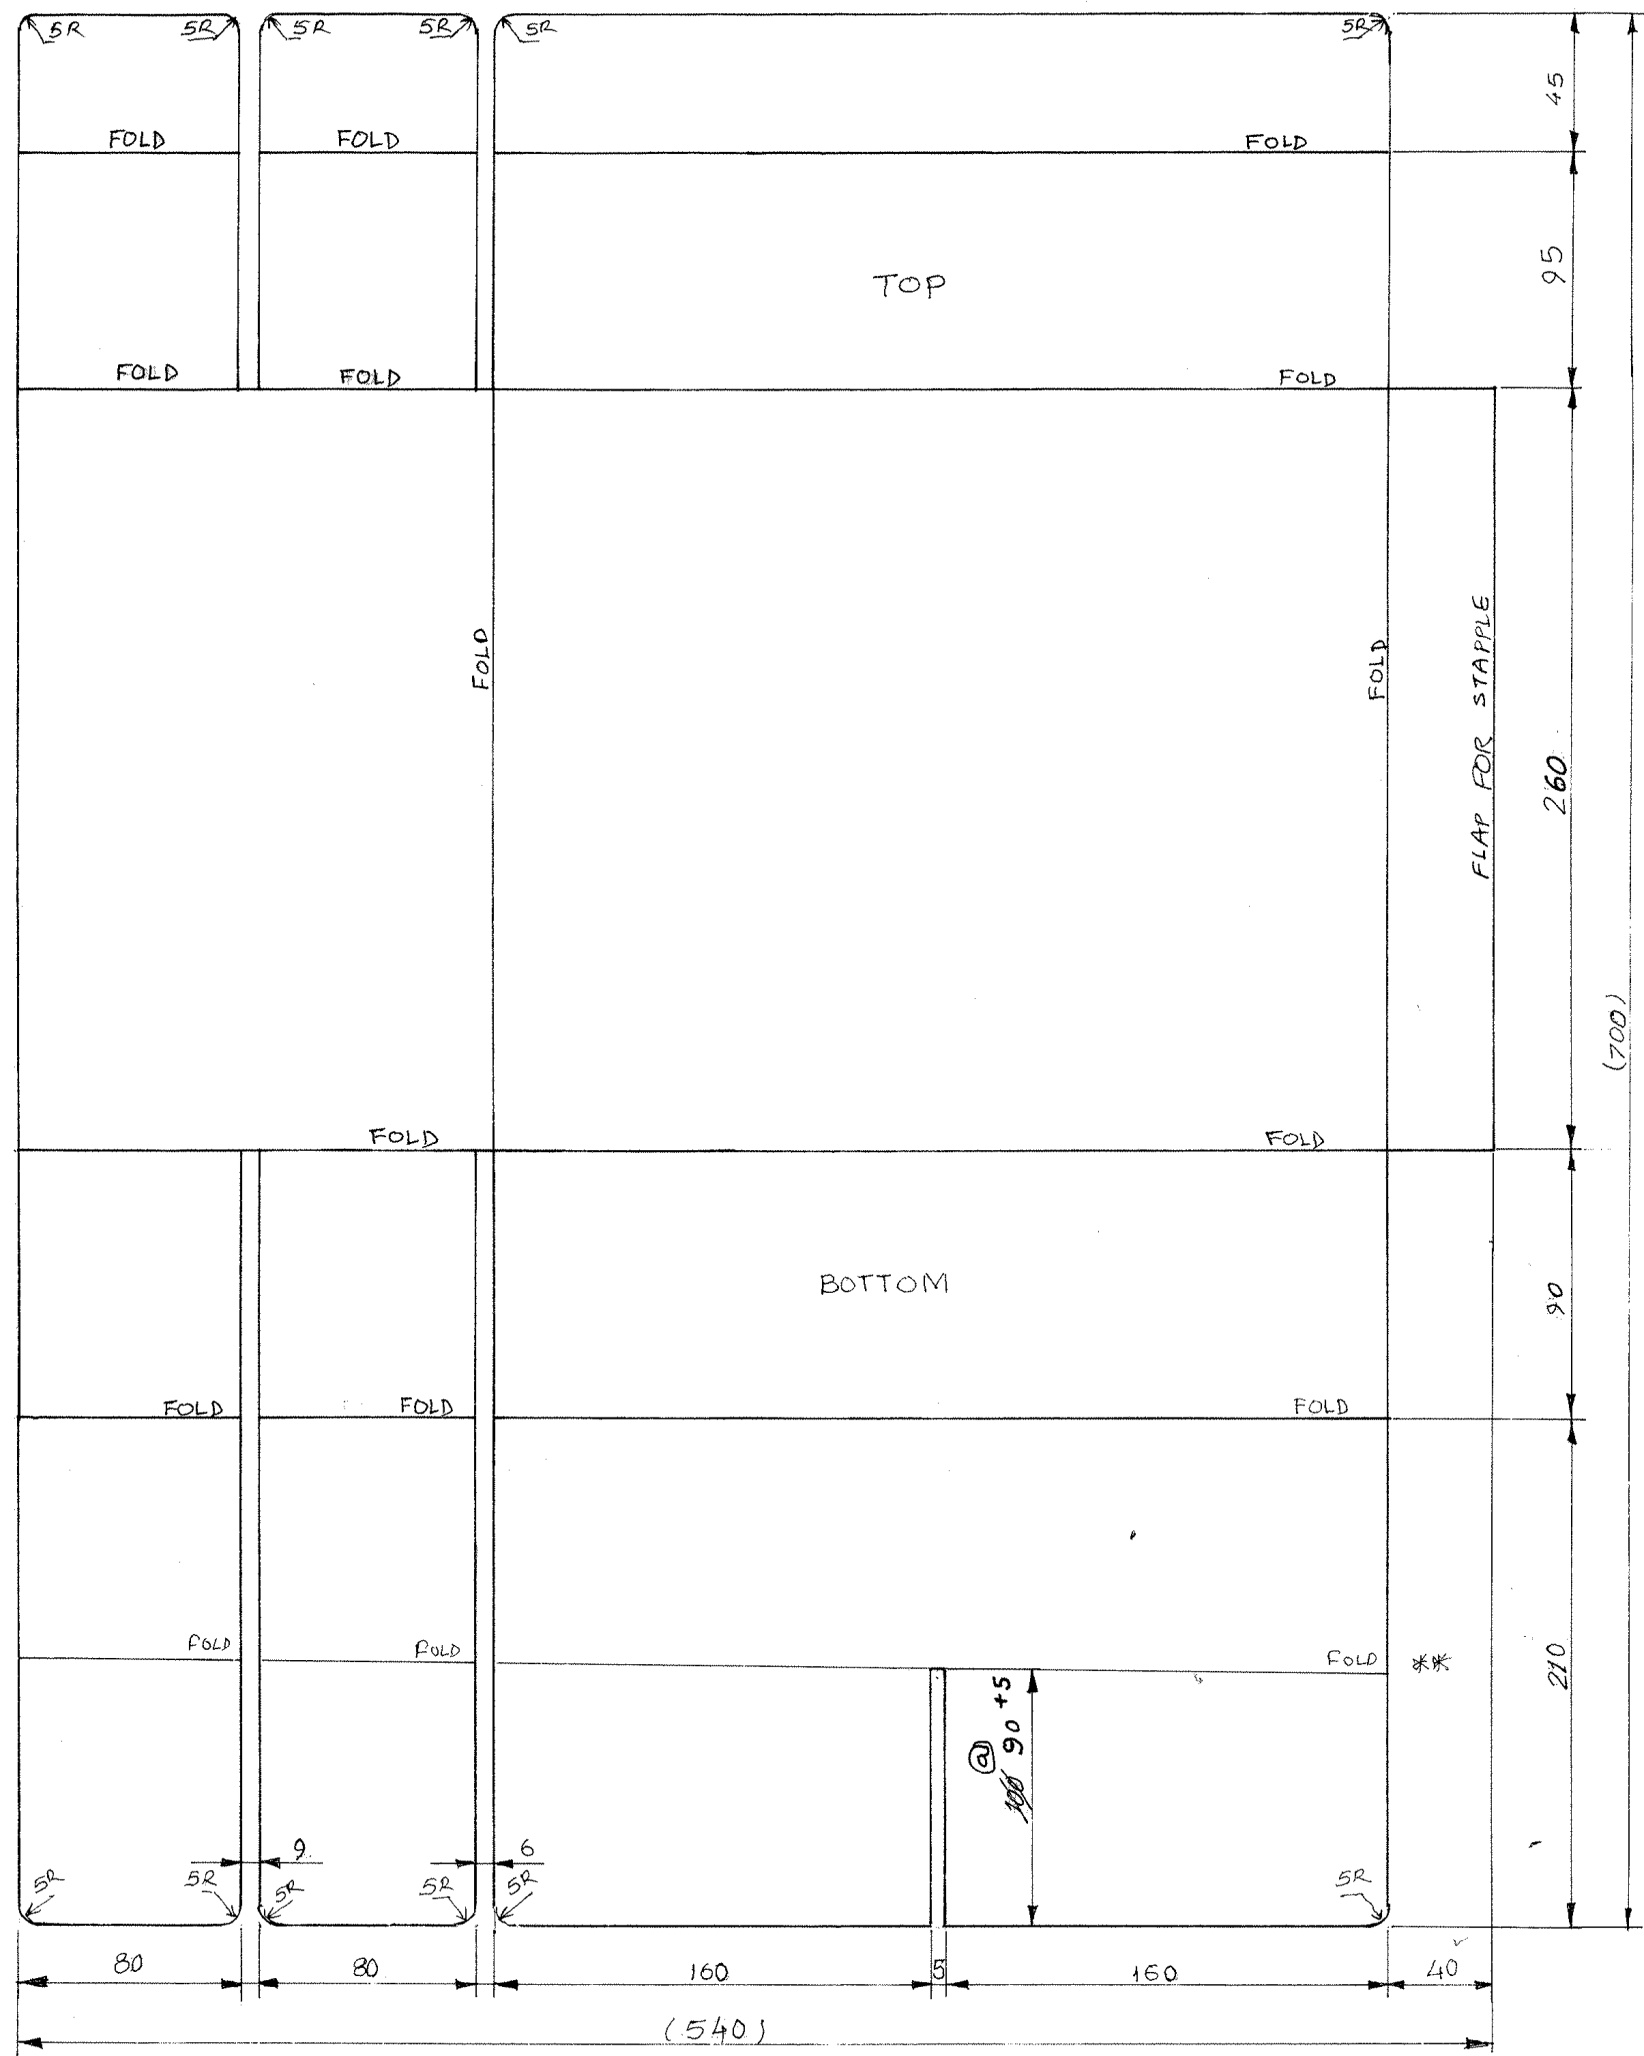 5R 5R 5R 5R 5R 5R
45
FOLD FOLD FOLD
95
TOP
FOLD FOLD FOLD
FOLD
FOLD
FLAP FOR STAPPLE
260
(700)
FOLD FOLD
BOTTOM
90
FOLD FOLD FOLD
FOLD FOLD FOLD **
210
@
100 90 +5
9 6
5R 5R 5R 5R 5R 5R
80 80 160 5 160 40
(540)